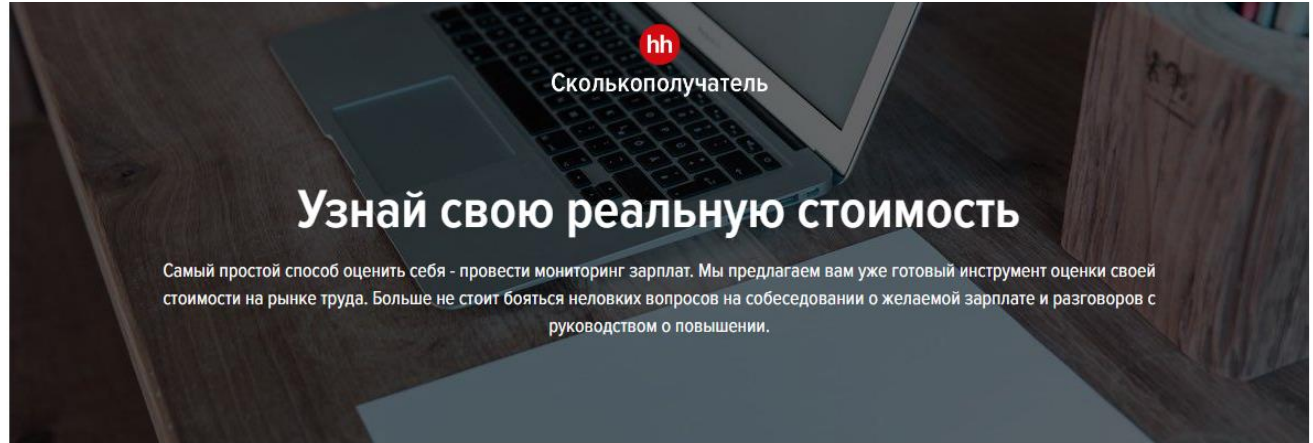 hh
Сколькополучатель
Узнай свою реальную стоимость
Самый простой способ оценить себя - провести мониторинг зарплат. Мы предлагаем вам уже готовый инструмент оценки своей
стоимости на рынке труда. Больше не стоит бояться неловких вопросов на собеседовании о желаемой зарплате и разговоров с
руководством о повышении.